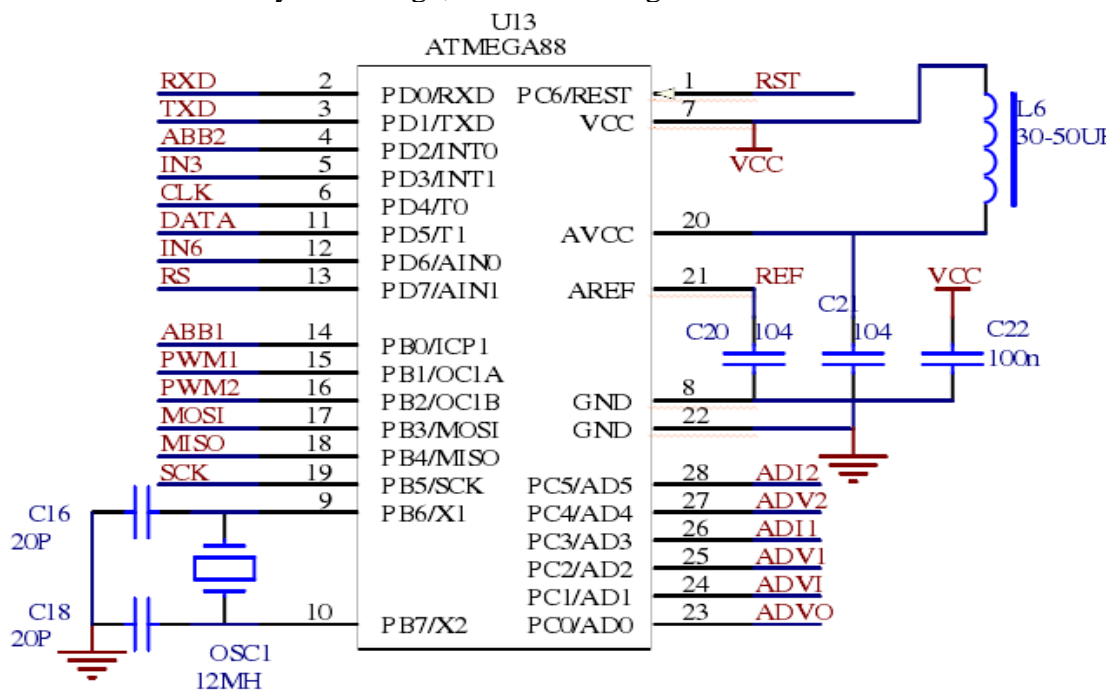 U13
ATMEGA88
RXD 2 PD0/RXD PC6/REST 1 RST
TXD 3 PD1/TXD VCC 7
ABB2 4 PD2/INT0 VCC
IN3 5 PD3/INT1
CLK 6 PD4/T0
DATA 11 PD5/T1 AVCC 20
IN6 12 PD6/AIN0
RS 13 PD7/AIN1 AREF 21 REF VCC
L6
30-50UH
C20 104 C21 104 C22
100n
ABB1 14 PB0/ICP1
PWM1 15 PB1/OC1A
PWM2 16 PB2/OC1B GND 8
MOSI 17 PB3/MOSI GND 22
MISO 18 PB4/MISO
SCK 19 PB5/SCK PC5/AD5 28 ADI2
9 PB6/X1 PC4/AD4 27 ADV2
PC3/AD3 26 ADI1
PC2/AD2 25 ADV1
PC1/AD1 24 ADVI
10 PB7/X2 PC0/AD0 23 ADVO
C16
20P
C18
20P
OSC1
12MH